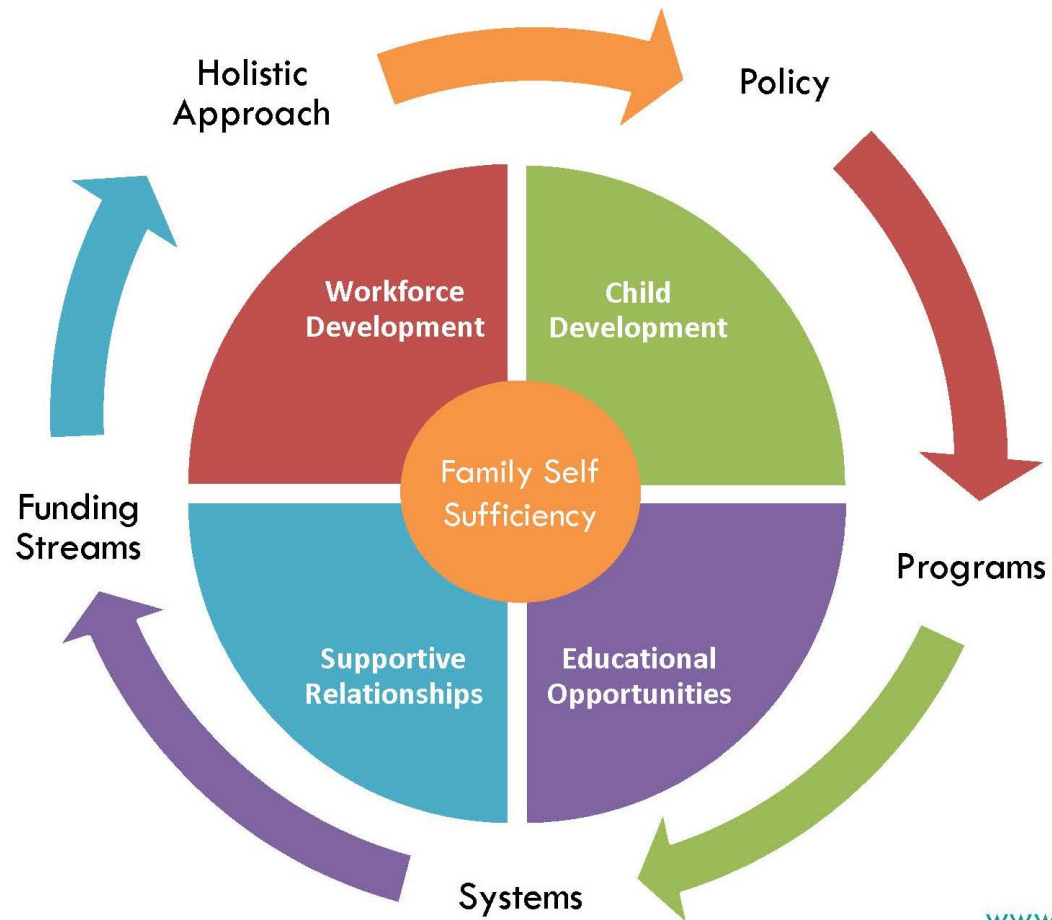 Holistic
Approach
Policy
Workforce
Development
Child
Development
Family Self
Sufficiency
Funding
Streams
Programs
Supportive
Relationships
Educational
Opportunities
Systems